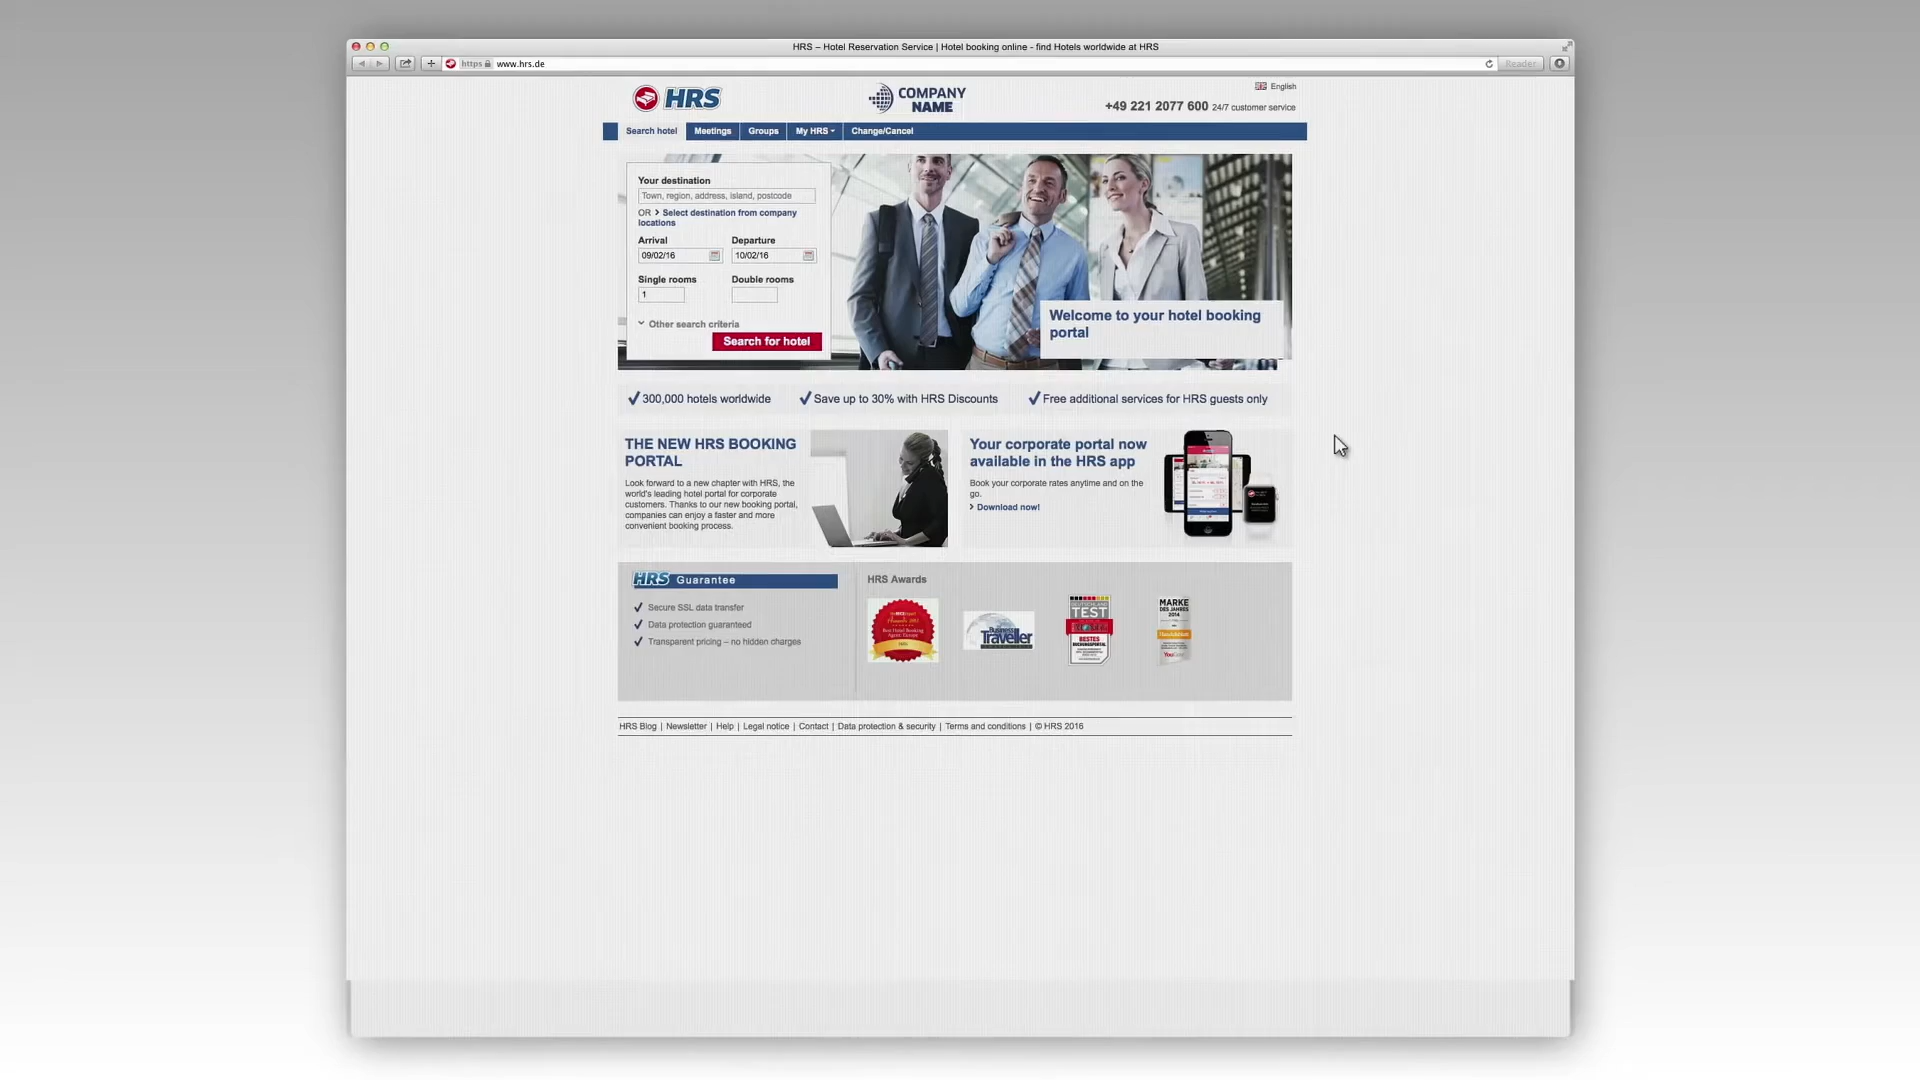 HRS – Hotel Reservation Service | Hotel booking online - find Hotels worldwide at HRS
https www.hrs.de
Reader
HRS
COMPANY
NAME
English
+49 221 2077 600 24/7 customer service
Search hotel
Meetings
Groups
My HRS
Change/Cancel
Your destination
Town, region, address, island, postcode
OR Select destination from company
locations
Arrival
Departure
09/02/16
10/02/16
Single rooms
Double rooms
1
Other search criteria
Search for hotel
Welcome to your hotel booking
portal
300,000 hotels worldwide
Save up to 30% with HRS Discounts
Free additional services for HRS guests only
THE NEW HRS BOOKING
PORTAL
Look forward to a new chapter with HRS, the
world's leading hotel portal for corporate
customers. Thanks to our new booking portal,
companies can enjoy a faster and more
convenient booking process.
Your corporate portal now
available in the HRS app
Book your corporate rates anytime and on the
go.
Download now!
HRS Guarantee
Secure SSL data transfer
Data protection guaranteed
Transparent pricing – no hidden charges
HRS Awards
Business
Traveller
DEUTSCHLAND
TEST
BESTES
BUCHUNGSPORTAL
MARKE
DES JAHRES
2014
Handelsblatt
YouGov
HRS Blog | Newsletter | Help | Legal notice | Contact | Data protection & security | Terms and conditions | © HRS 2016